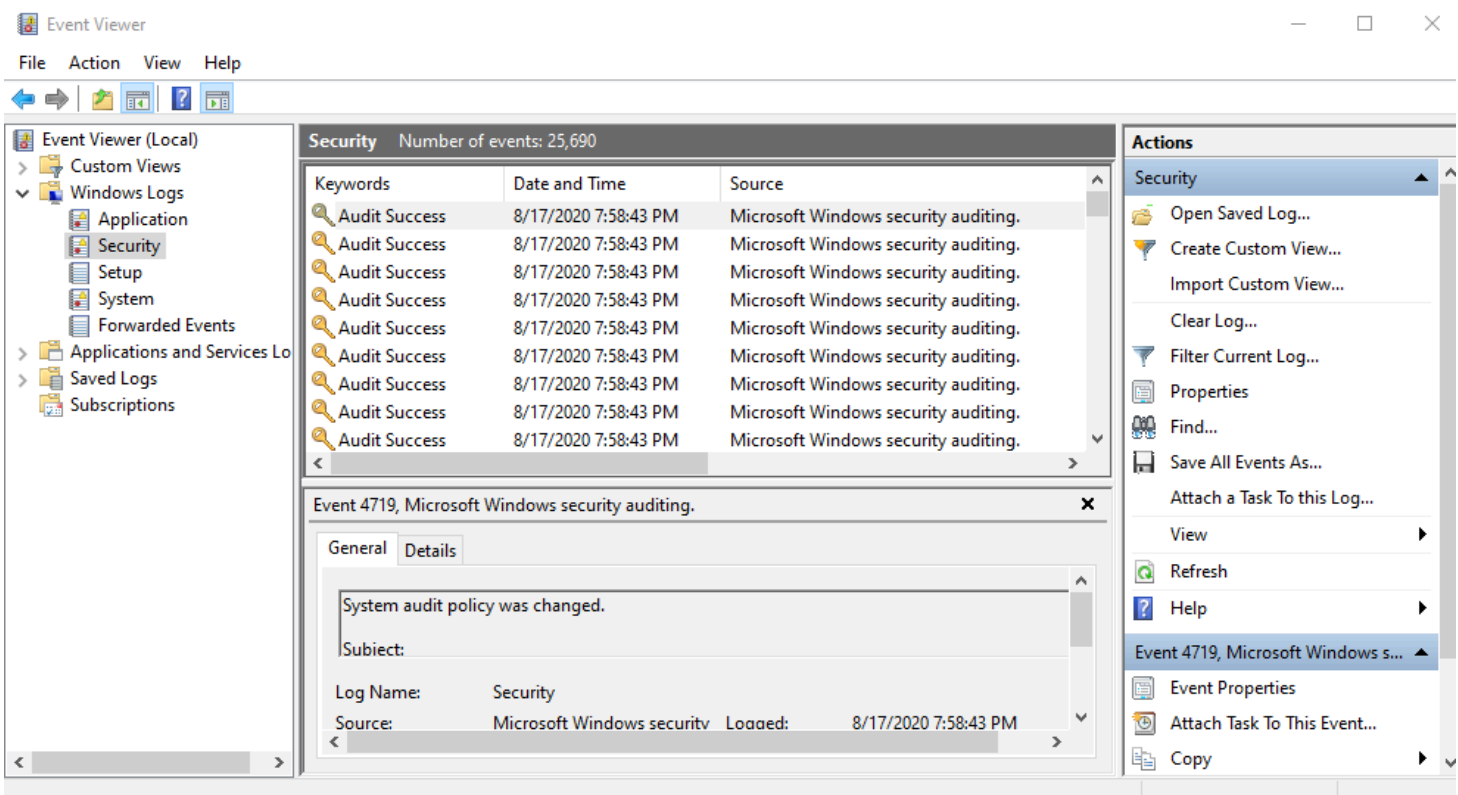 Event Viewer
File Action View Help
Event Viewer (Local)
Custom Views
Windows Logs
Application
Security
Setup
System
Forwarded Events
Applications and Services Lo
Saved Logs
Subscriptions
Security Number of events: 25,690
Keywords Date and Time Source
Audit Success 8/17/2020 7:58:43 PM Microsoft Windows security auditing.
Audit Success 8/17/2020 7:58:43 PM Microsoft Windows security auditing.
Audit Success 8/17/2020 7:58:43 PM Microsoft Windows security auditing.
Audit Success 8/17/2020 7:58:43 PM Microsoft Windows security auditing.
Audit Success 8/17/2020 7:58:43 PM Microsoft Windows security auditing.
Audit Success 8/17/2020 7:58:43 PM Microsoft Windows security auditing.
Audit Success 8/17/2020 7:58:43 PM Microsoft Windows security auditing.
Audit Success 8/17/2020 7:58:43 PM Microsoft Windows security auditing.
Audit Success 8/17/2020 7:58:43 PM Microsoft Windows security auditing.
Event 4719, Microsoft Windows security auditing.
General Details
System audit policy was changed.
Subject:
Log Name: Security
Source: Microsoft Windows security Logged: 8/17/2020 7:58:43 PM
Actions
Security
Open Saved Log...
Create Custom View...
Import Custom View...
Clear Log...
Filter Current Log...
Properties
Find...
Save All Events As...
Attach a Task To this Log...
View
Refresh
Help
Event 4719, Microsoft Windows s...
Event Properties
Attach Task To This Event...
Copy